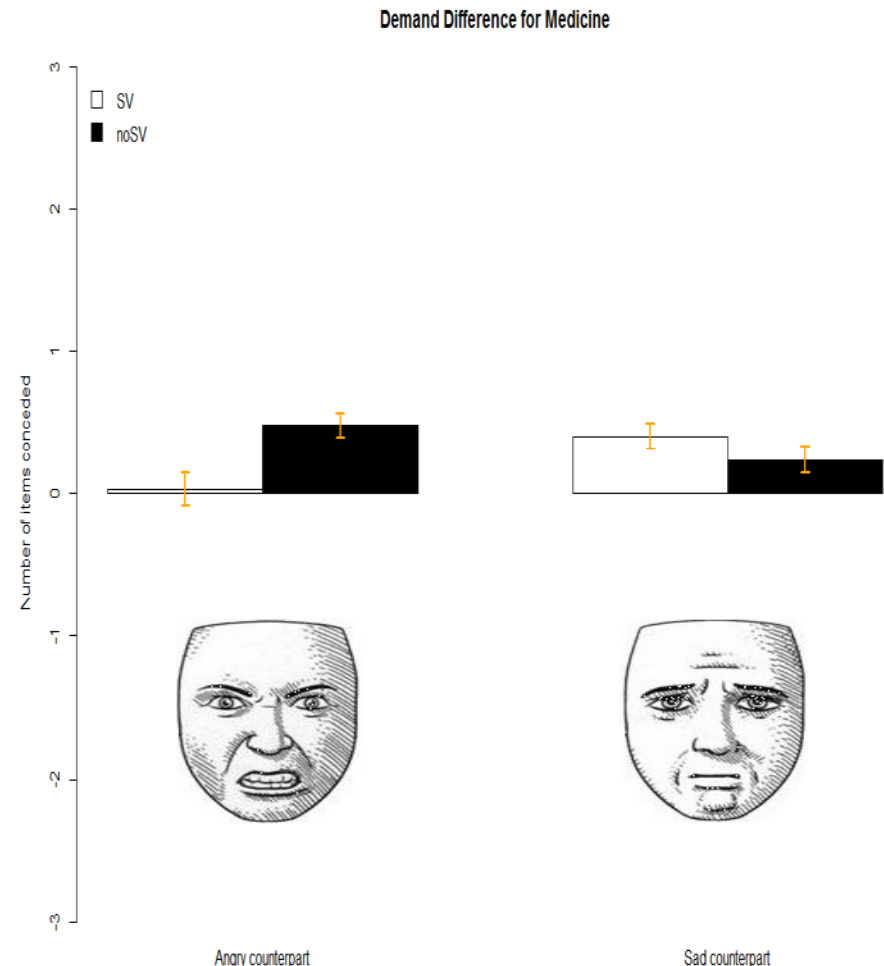 Demand Difference for Medicine
3
SV
noSV
2
1
0
-1
-2
-3
Number of items conceded
Angry counterpart
Sad counterpart